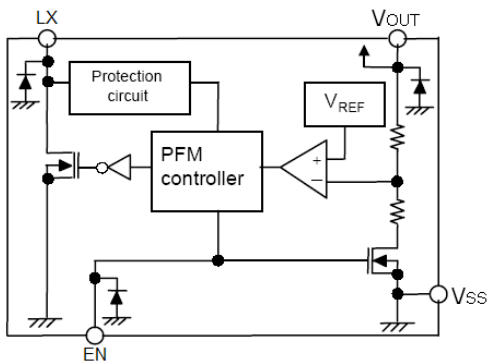 LX
VOUT
Protection
circuit
VREF
PFM
controller
+
−
VSS
EN